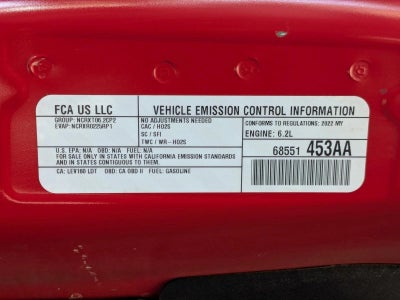 FCA US LLC
VEHICLE EMISSION CONTROL INFORMATION
GROUP: NCRXT06.2CP2
EVAP: NCRXR0225RP1
NO ADJUSTMENTS NEEDED
CAC / HO2S
SC / SFI
TWC / WR-HO2S
CONFORMS TO REGULATIONS: 2022 MY
ENGINE: 6.2L
U.S. EPA: N/A OBD: N/A FUEL: N/A
FOR SALE ONLY IN STATES WITH CALIFORNIA EMISSION STANDARDS
AND STATES CONTIGUOUS TO THEM.
CA: LEV160 LDT OBD: CA OBD II FUEL: GASOLINE
68551 453AA